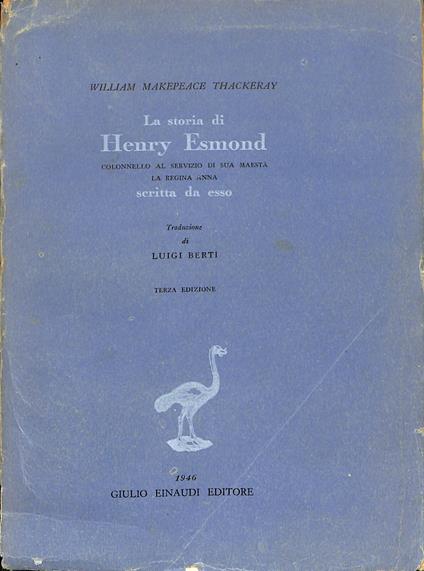 WILLIAM MAKEPEACE THACKERAY
La storia di
Henry Esmond
COLONNELLO AL SERVIZIO DI SUA MAESTÀ
LA REGINA ANNA
scritta da esso
Traduzione
di
LUIGI BERTI
TERZA EDIZIONE
1946
GIULIO EINAUDI EDITORE